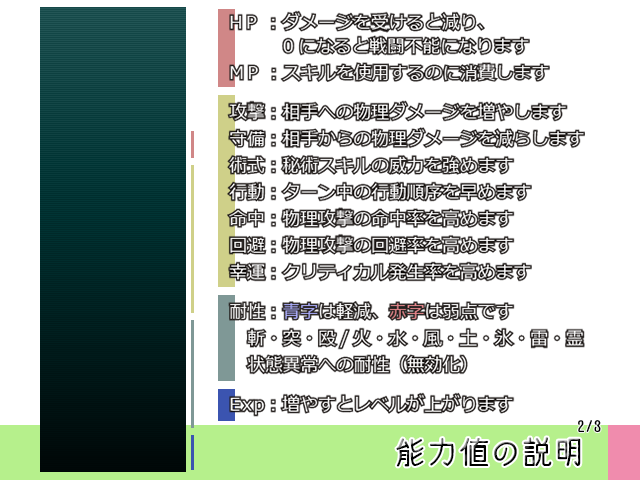 HP：ダメージを受けると減り、
０になると戦闘不能になります
MP：スキルを使用するのに消費します
攻撃：相手への物理ダメージを増やします
守備：相手からの物理ダメージを減らします
術式：秘術スキルの威力を強めます
行動：ターン中の行動順序を早めます
命中：物理攻撃の命中率を高めます
回避：物理攻撃の回避率を高めます
幸運：クリティカル発生率を高めます
耐性：青字は軽減、赤字は弱点です
斬・突・殴/火・水・風・土・氷・雷・霊
状態異常への耐性（無効化）
Exp：増やすとレベルが上がります
2/3
能力値の説明